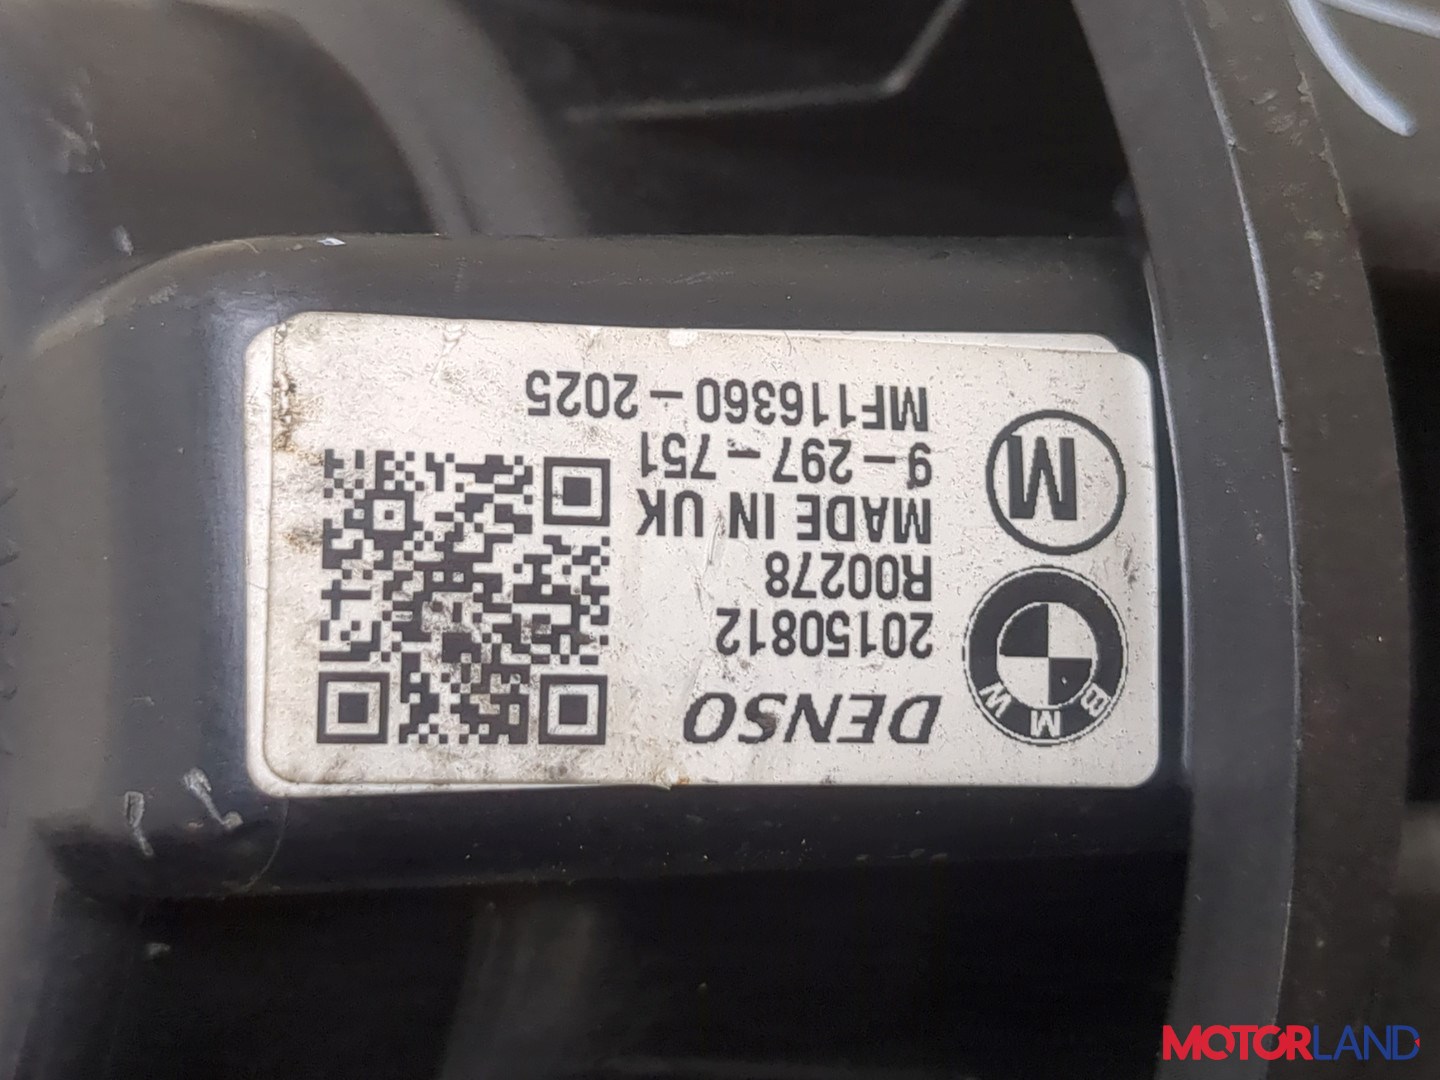 DENSO
20150812
R00278
MADE IN UK
9-297-751
MF116360-2025
BMW
M
MOTORLAND